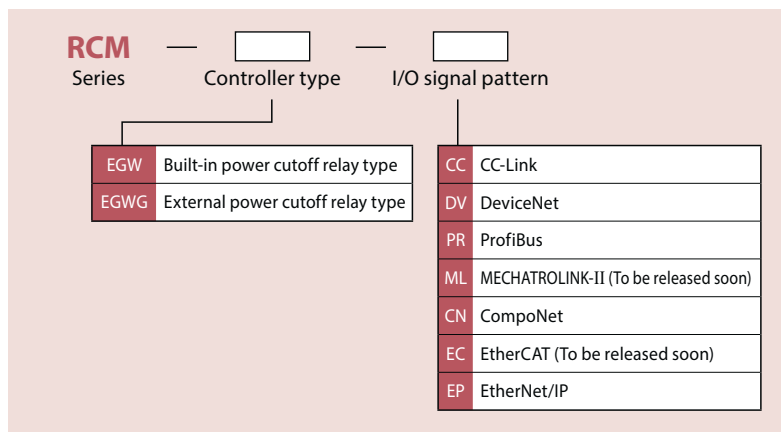 RCM — —
Series Controller type I/O signal pattern
EGW Built-in power cutoff relay type
EGWG External power cutoff relay type
CC CC-Link
DV DeviceNet
PR ProfiBus
ML MECHATROLINK-II (To be released soon)
CN CompoNet
EC EtherCAT (To be released soon)
EP EtherNet/IP